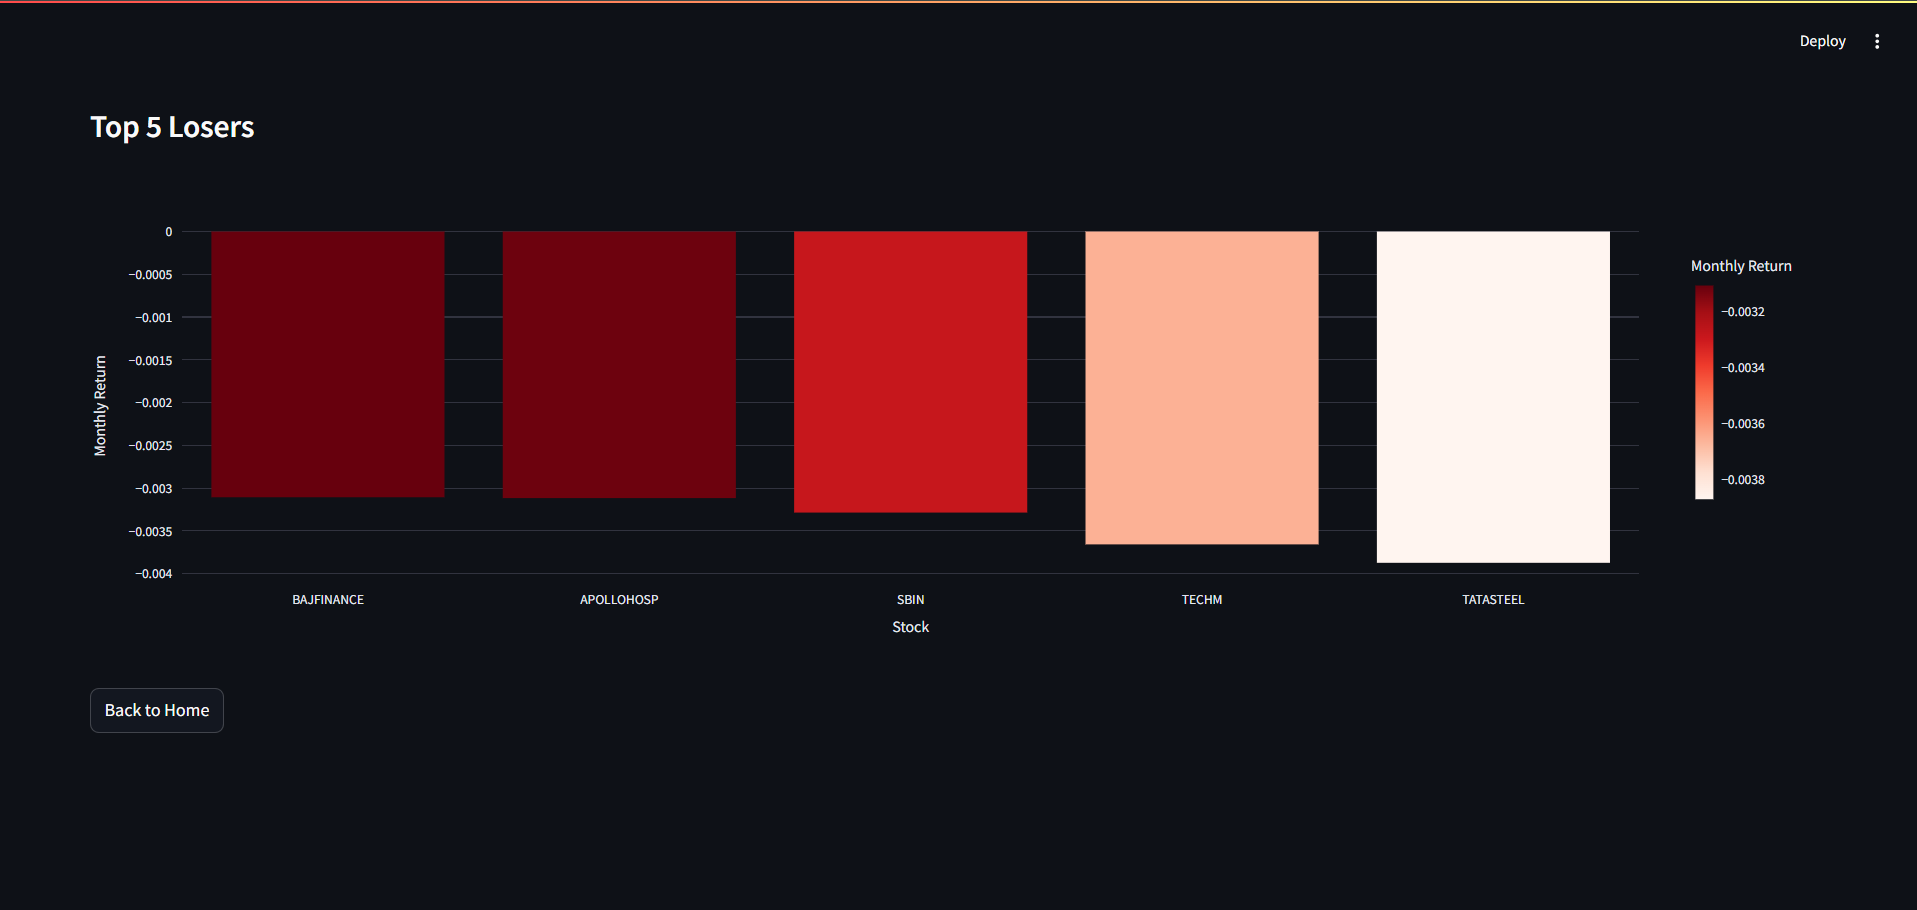 Deploy
Top 5 Losers
Monthly Return
0
−0.0005
−0.001
−0.0015
−0.002
−0.0025
−0.003
−0.0035
−0.004
BAJFINANCE
APOLLOHOSP
SBIN
TECHM
TATASTEEL
Stock
Monthly Return
−0.0032
−0.0034
−0.0036
−0.0038
Back to Home